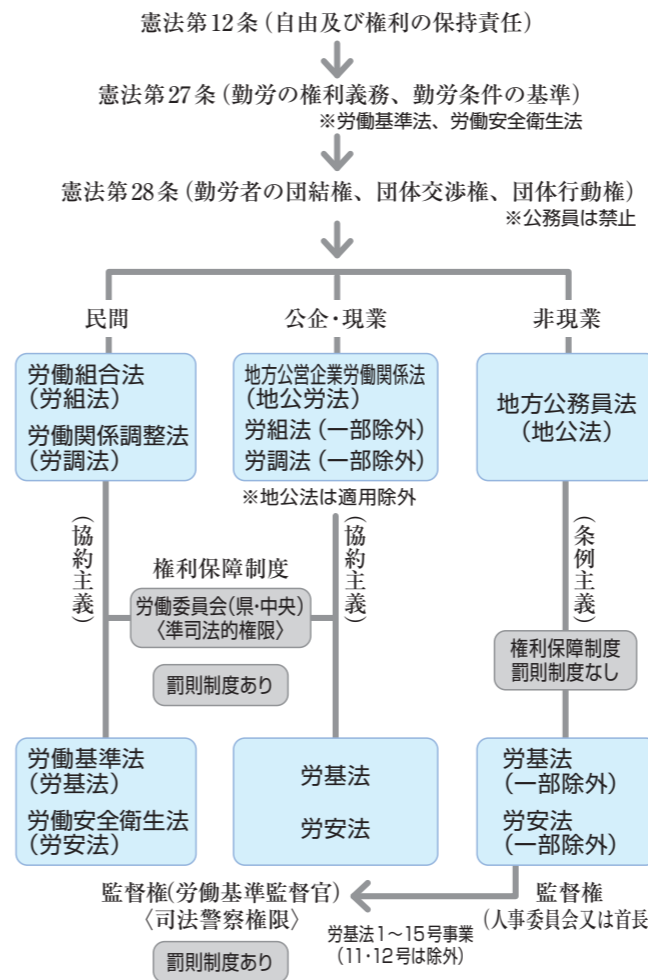 憲法第12条（自由及び権利の保持責任）
憲法第27条（勤労の権利義務、勤労条件の基準）
※労働基準法、労働安全衛生法
憲法第28条（勤労者の団結権、団体交渉権、団体行動権）
※公務員は禁止
民間
公企・現業
非現業
労働組合法
（労組法）
労働関係調整法
（労調法）
地方公営企業労働関係法
（地公労法）
労組法（一部除外）
労調法（一部除外）
地方公務員法
（地公法）
※地公法は適用除外
（協約主義）
権利保障制度
労働委員会（県・中央）
〈準司法的権限〉
罰則制度あり
（協約主義）
（条例主義）
権利保障制度
罰則制度なし
労働基準法
（労基法）
労働安全衛生法
（労安法）
労基法
労安法
労基法
（一部除外）
労安法
（一部除外）
監督権（労働基準監督官）
〈司法警察権限〉
罰則制度あり
労基法1～15号事業
（11・12号は除外）
監督権
（人事委員会又は首長